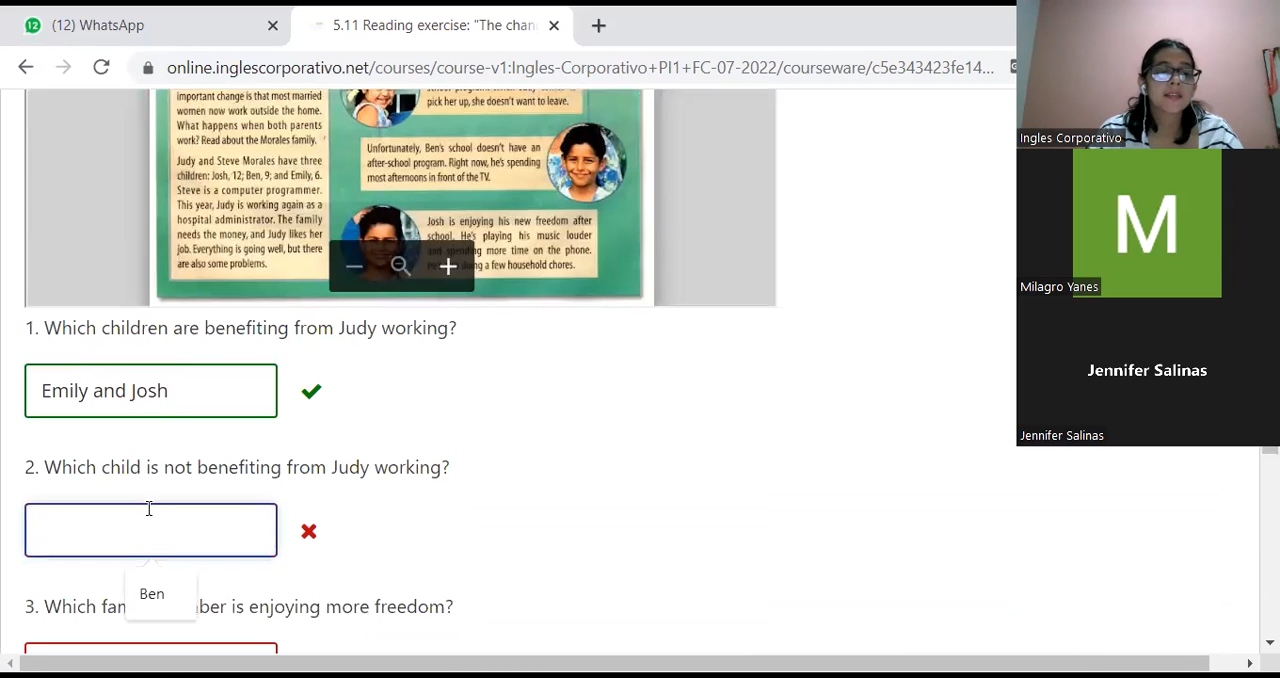 (12) WhatsApp
5.11 Reading exercise: "The chan
online.inglescorporativo.net/courses/course-v1:Ingles-Corporativo+PI1+FC-07-2022/courseware/c5e343423fe14...
important change is that most married
women now work outside the home.
What happens when both parents
work? Read about the Morales family.
Judy and Steve Morales have three
children: Josh, 12; Ben, 9; and Emily, 6.
Steve is a computer programmer.
This year, Judy is working again as a
hospital administrator. The family
needs the money, and Judy likes her
job. Everything is going well, but there
are also some problems.
pick her up, she doesn't want to leave.
Unfortunately, Ben's school doesn't have an
after-school program. Right now, he's spending
most afternoons in front of the TV.
Josh is enjoying his new freedom after
school. He's playing his music louder
and spending more time on the phone.
a few household chores.
1. Which children are benefiting from Judy working?
Emily and Josh
2. Which child is not benefiting from Judy working?
Ben
3. Which fam ber is enjoying more freedom?
Ingles Corporativo
M
Milagro Yanes
Jennifer Salinas
Jennifer Salinas